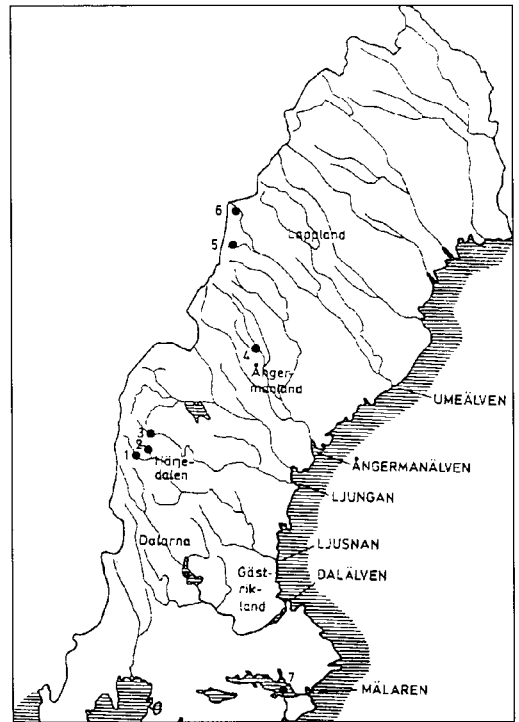 6
Lappland
5
4
Ånger-
manland
UMEÄLVEN
3
2
1
Härje-
dalen
ÅNGERMANÄLVEN
LJUNGAN
Dalarna
LJUSNAN
Gäst-
rik-
land
DALÄLVEN
7
MÄLAREN